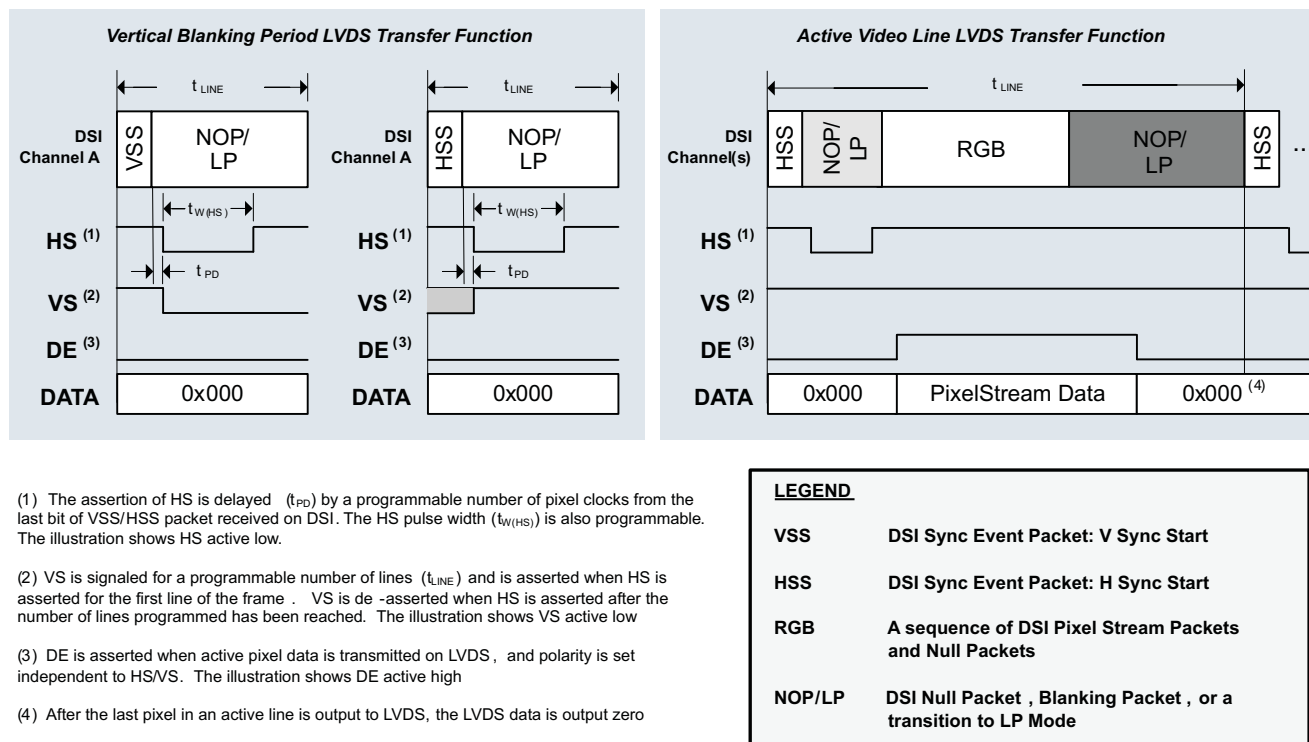 Vertical Blanking Period LVDS Transfer Function
t LINE
DSI
Channel A
VSS
NOP/
LP
t W(HS)
HS (1)
t PD
VS (2)
DE (3)
DATA
0x000
t LINE
DSI
Channel A
HSS
NOP/
LP
t W(HS)
HS (1)
t PD
VS (2)
DE (3)
DATA
0x000
Active Video Line LVDS Transfer Function
t LINE
DSI
Channel(s)
HSS
NOP/
LP
RGB
NOP/
LP
HSS
..
HS (1)
VS (2)
DE (3)
DATA
0x000
PixelStream Data
0x000 (4)
(1) The assertion of HS is delayed (tPD) by a programmable number of pixel clocks from the
last bit of VSS/HSS packet received on DSI. The HS pulse width (tW(HS)) is also programmable.
The illustration shows HS active low.
(2) VS is signaled for a programmable number of lines (tLINE) and is asserted when HS is
asserted for the first line of the frame . VS is de -asserted when HS is asserted after the
number of lines programmed has been reached. The illustration shows VS active low
(3) DE is asserted when active pixel data is transmitted on LVDS , and polarity is set
independent to HS/VS. The illustration shows DE active high
(4) After the last pixel in an active line is output to LVDS, the LVDS data is output zero
LEGEND
VSS DSI Sync Event Packet: V Sync Start
HSS DSI Sync Event Packet: H Sync Start
RGB A sequence of DSI Pixel Stream Packets
and Null Packets
NOP/LP DSI Null Packet , Blanking Packet , or a
transition to LP Mode